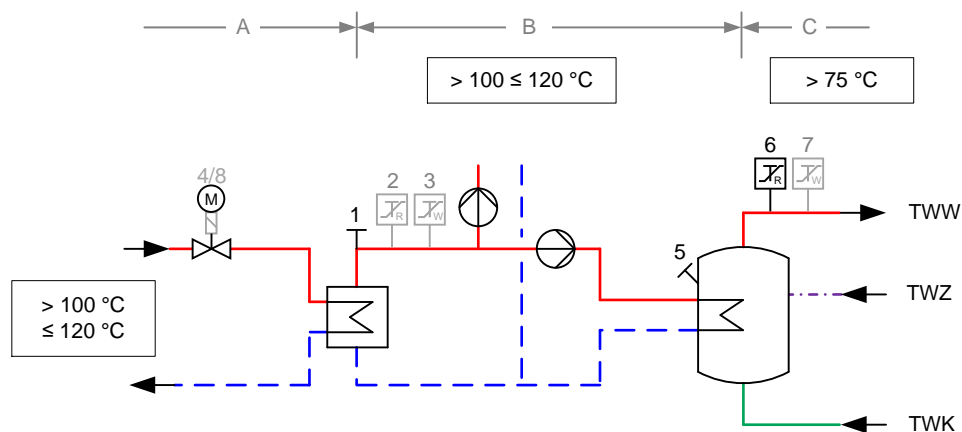 A B C
> 100 ≤ 120 °C
> 75 °C
4/8
M
2 3
R W
6 7
R W
1
TWW
5
> 100 °C
≤ 120 °C
TWZ
TWK